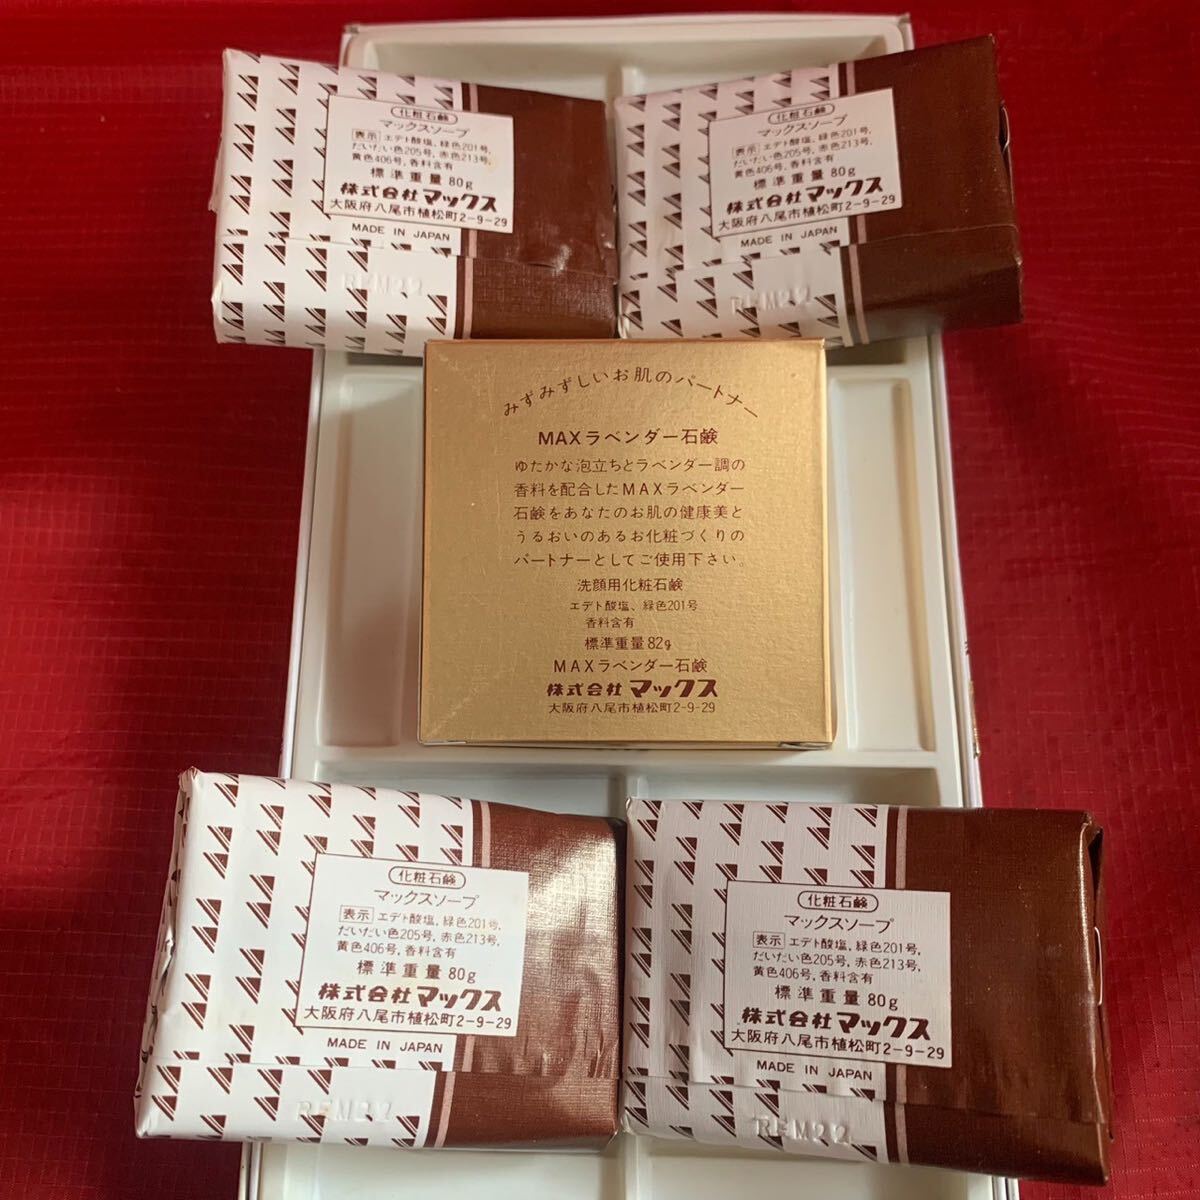 化粧石鹸
マックスソープ
表示 エデト酸塩, 緑色201号,
だいだい色205号, 赤色213号,
黄色406号, 香料含有
標準重量 80g
株式会社マックス
大阪府八尾市植松町2-9-29
MADE IN JAPAN
REM22
化粧石鹸
マックスソープ
表示 エデト酸塩, 緑色201号,
だいだい色205号, 赤色213号,
黄色406号, 香料含有
標準重量 80g
株式会社マックス
大阪府八尾市植松町2-9-29
MADE IN JAPAN
REM22
みずみずしいお肌のパートナー
MAXラベンダー石鹸
ゆたかな泡立ちとラベンダー調の
香料を配合したMAXラベンダー
石鹸をあなたのお肌の健康美と
うるおいのあるお化粧づくりの
パートナーとしてご使用下さい。
洗顔用化粧石鹸
エデト酸塩、緑色201号
香料含有
標準重量82g
MAXラベンダー石鹸
株式会社マックス
大阪府八尾市植松町2-9-29
化粧石鹸
マックスソープ
表示 エデト酸塩, 緑色201号,
だいだい色205号, 赤色213号,
黄色406号, 香料含有
標準重量 80g
株式会社マックス
大阪府八尾市植松町2-9-29
MADE IN JAPAN
REM22
化粧石鹸
マックスソープ
表示 エデト酸塩, 緑色201号,
だいだい色205号, 赤色213号,
黄色406号, 香料含有
標準重量 80g
株式会社マックス
大阪府八尾市植松町2-9-29
MADE IN JAPAN
REM22